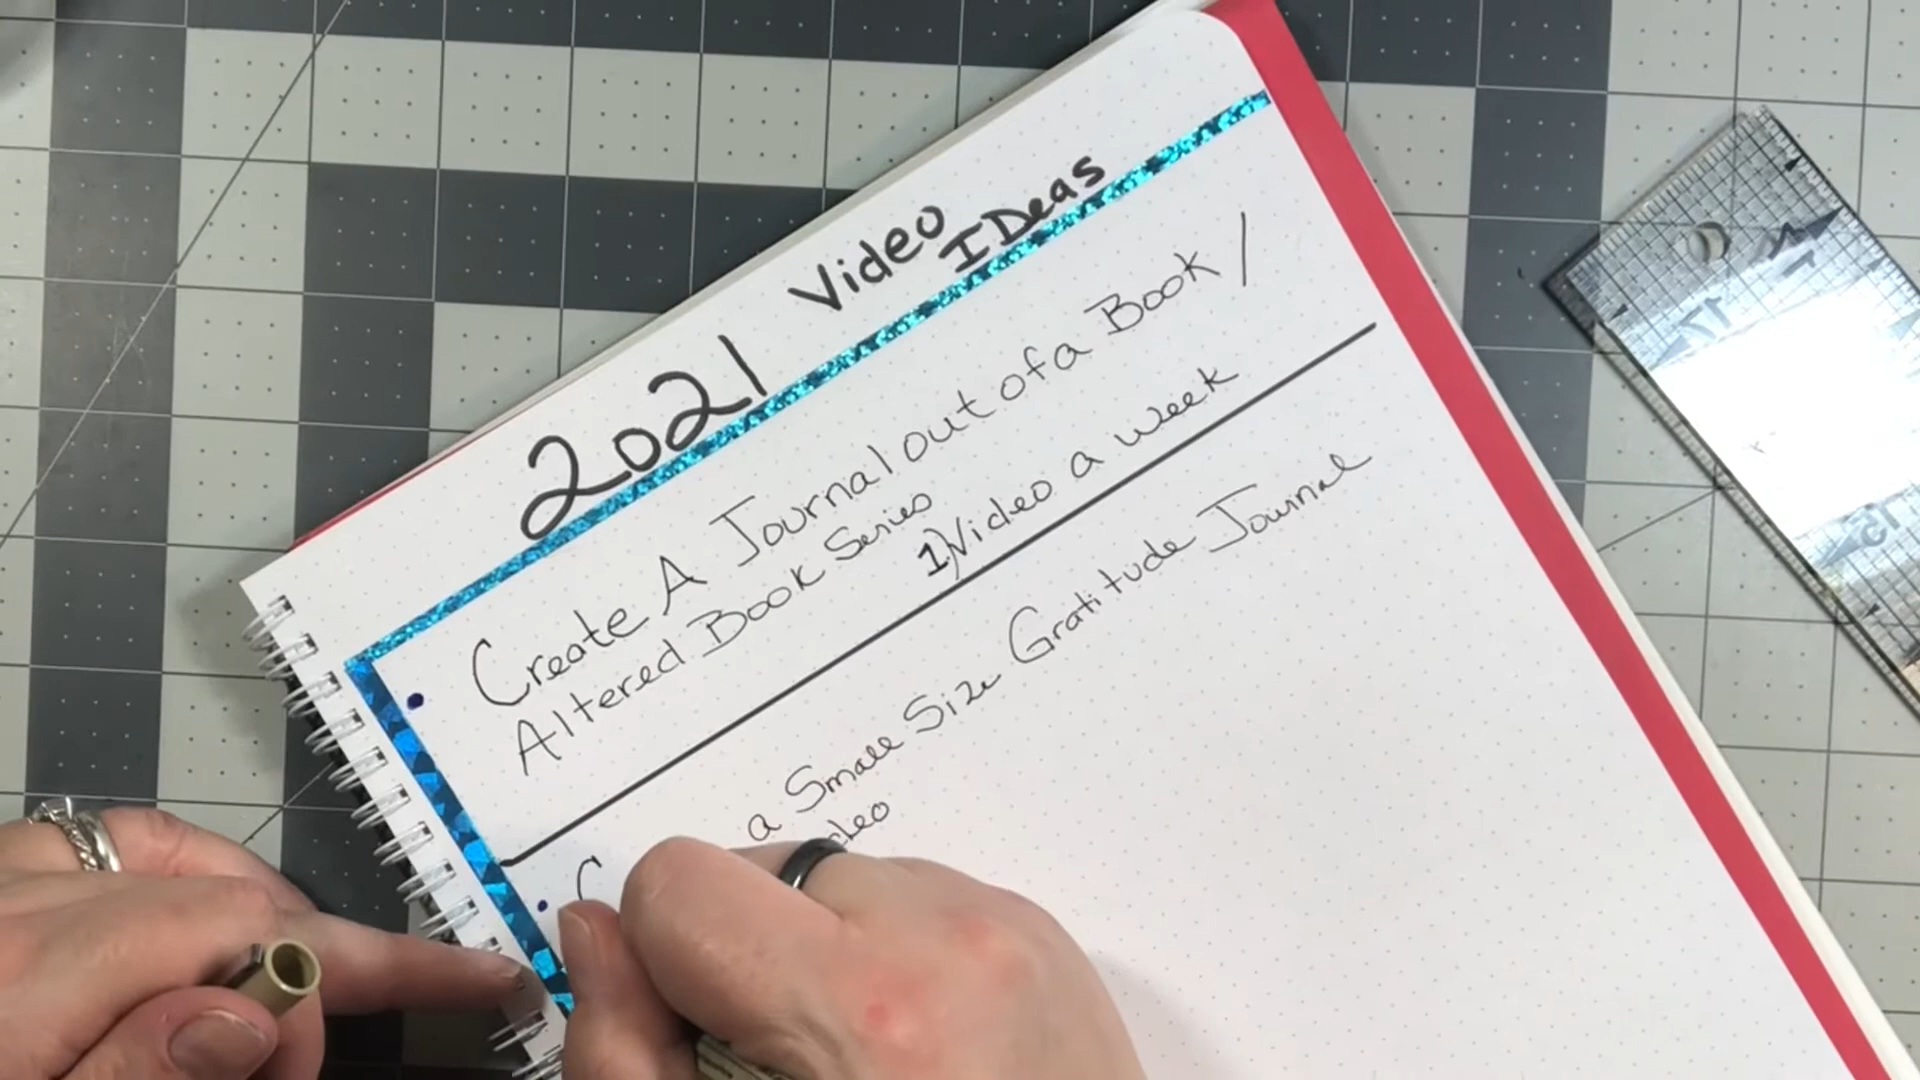 2021 Video
IDeas
Create A Journal out of a Book /
Altered Book Series
1) Video a week
a Small Size Gratitude Journal